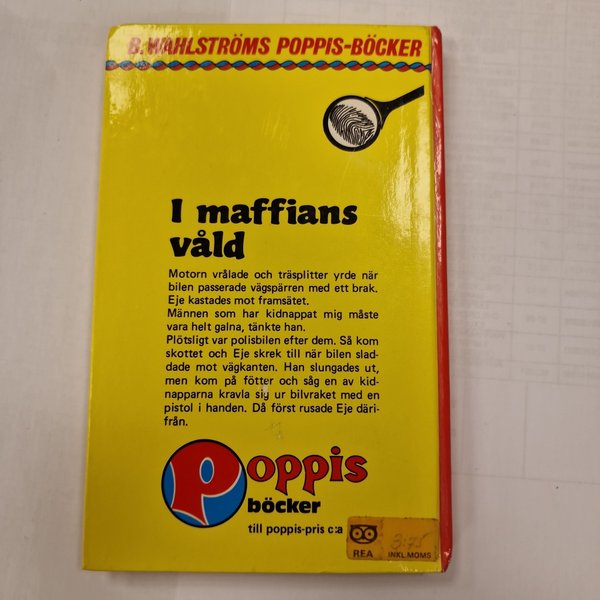 B. WAHLSTRÖMS POPPIS-BÖCKER
I maffians
våld
Motorn vrålade och träsplitter yrde när
bilen passerade vägspärren med ett brak.
Eje kastades mot framsätet.
Männen som har kidnappat mig måste
vara helt galna, tänkte han.
Plötsligt var polisbilen efter dem. Så kom
skottet och Eje skrek till när bilen slad-
dade mot vägkanten. Han slungades ut,
men kom på fötter och såg en av kid-
napparna kravla sig ur bilvraket med en
pistol i handen. Då först rusade Eje däri-
från.
Poppis
böcker
till poppis-pris c:a
3:75
REA INKL.MOMS